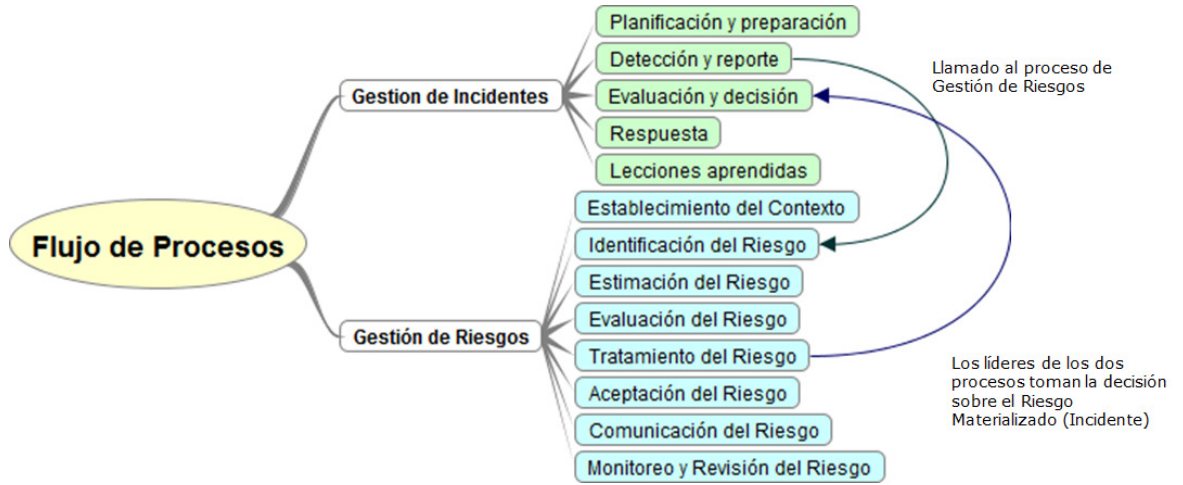 Flujo de Procesos
Gestion de Incidentes
Planificación y preparación
Detección y reporte
Evaluación y decisión
Respuesta
Lecciones aprendidas
Gestión de Riesgos
Establecimiento del Contexto
Identificación del Riesgo
Estimación del Riesgo
Evaluación del Riesgo
Tratamiento del Riesgo
Aceptación del Riesgo
Comunicación del Riesgo
Monitoreo y Revisión del Riesgo
Llamado al proceso de
Gestión de Riesgos
Los líderes de los dos
procesos toman la decisión
sobre el Riesgo
Materializado (Incidente)